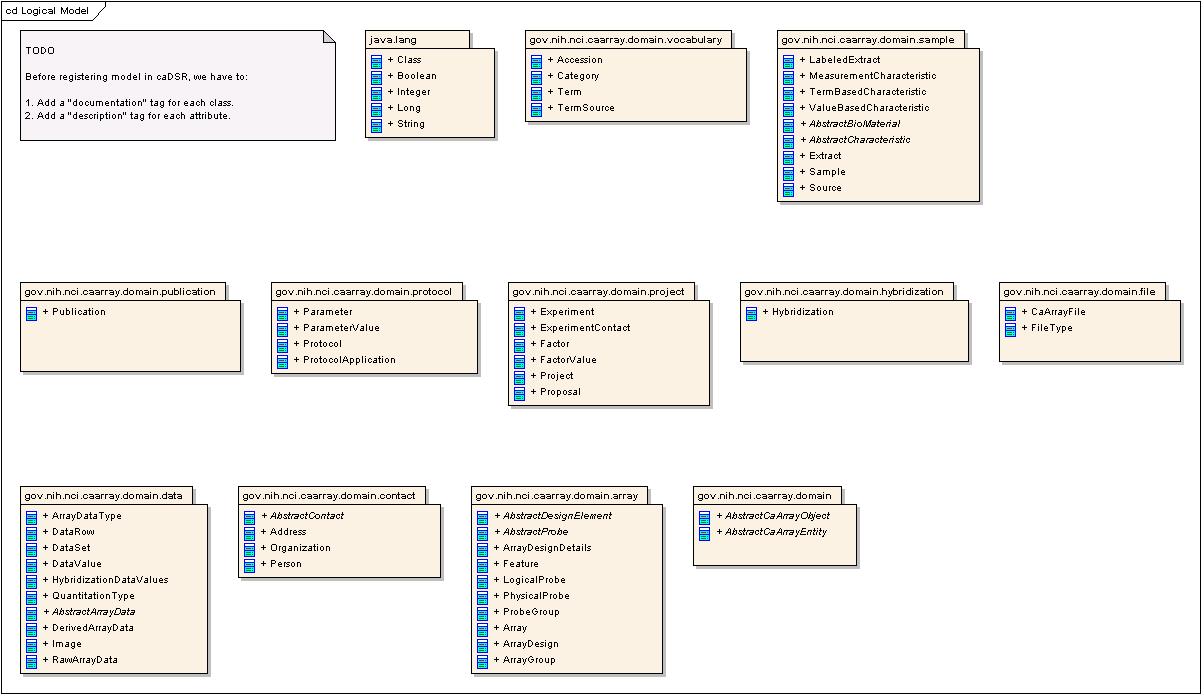 cd Logical Model
TODO
Before registering model in caDSR, we have to:
1. Add a "documentation" tag for each class.
2. Add a "description" tag for each attribute.
java.lang
+ Class
+ Boolean
+ Integer
+ Long
+ String
gov.nih.nci.caarray.domain.vocabulary
+ Accession
+ Category
+ Term
+ TermSource
gov.nih.nci.caarray.domain.sample
+ LabeledExtract
+ MeasurementCharacteristic
+ TermBasedCharacteristic
+ ValueBasedCharacteristic
+ AbstractBioMaterial
+ AbstractCharacteristic
+ Extract
+ Sample
+ Source
gov.nih.nci.caarray.domain.publication
+ Publication
gov.nih.nci.caarray.domain.protocol
+ Parameter
+ ParameterValue
+ Protocol
+ ProtocolApplication
gov.nih.nci.caarray.domain.project
+ Experiment
+ ExperimentContact
+ Factor
+ FactorValue
+ Project
+ Proposal
gov.nih.nci.caarray.domain.hybridization
+ Hybridization
gov.nih.nci.caarray.domain.file
+ CaArrayFile
+ FileType
gov.nih.nci.caarray.domain.data
+ ArrayDataType
+ DataRow
+ DataSet
+ DataValue
+ HybridizationDataValues
+ QuantitationType
+ AbstractArrayData
+ DerivedArrayData
+ Image
+ RawArrayData
gov.nih.nci.caarray.domain.contact
+ AbstractContact
+ Address
+ Organization
+ Person
gov.nih.nci.caarray.domain.array
+ AbstractDesignElement
+ AbstractProbe
+ ArrayDesignDetails
+ Feature
+ LogicalProbe
+ PhysicalProbe
+ ProbeGroup
+ Array
+ ArrayDesign
+ ArrayGroup
gov.nih.nci.caarray.domain
+ AbstractCaArrayObject
+ AbstractCaArrayEntity